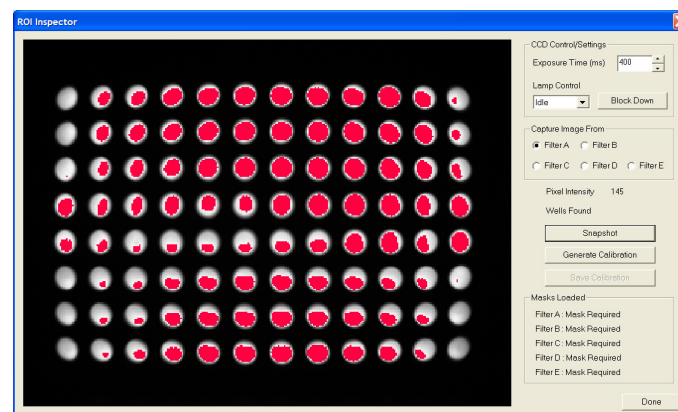 ROI Inspector
CCD Control/Settings
Exposure Time (ms) 400
Lamp Control
Idle Block Down
Capture Image From
Filter A Filter B
Filter C Filter D Filter E
Pixel Intensity 145
Wells Found
Snapshot
Generate Calibration
Save Calibration
Masks Loaded
Filter A : Mask Required
Filter B : Mask Required
Filter C : Mask Required
Filter D : Mask Required
Filter E : Mask Required
Done